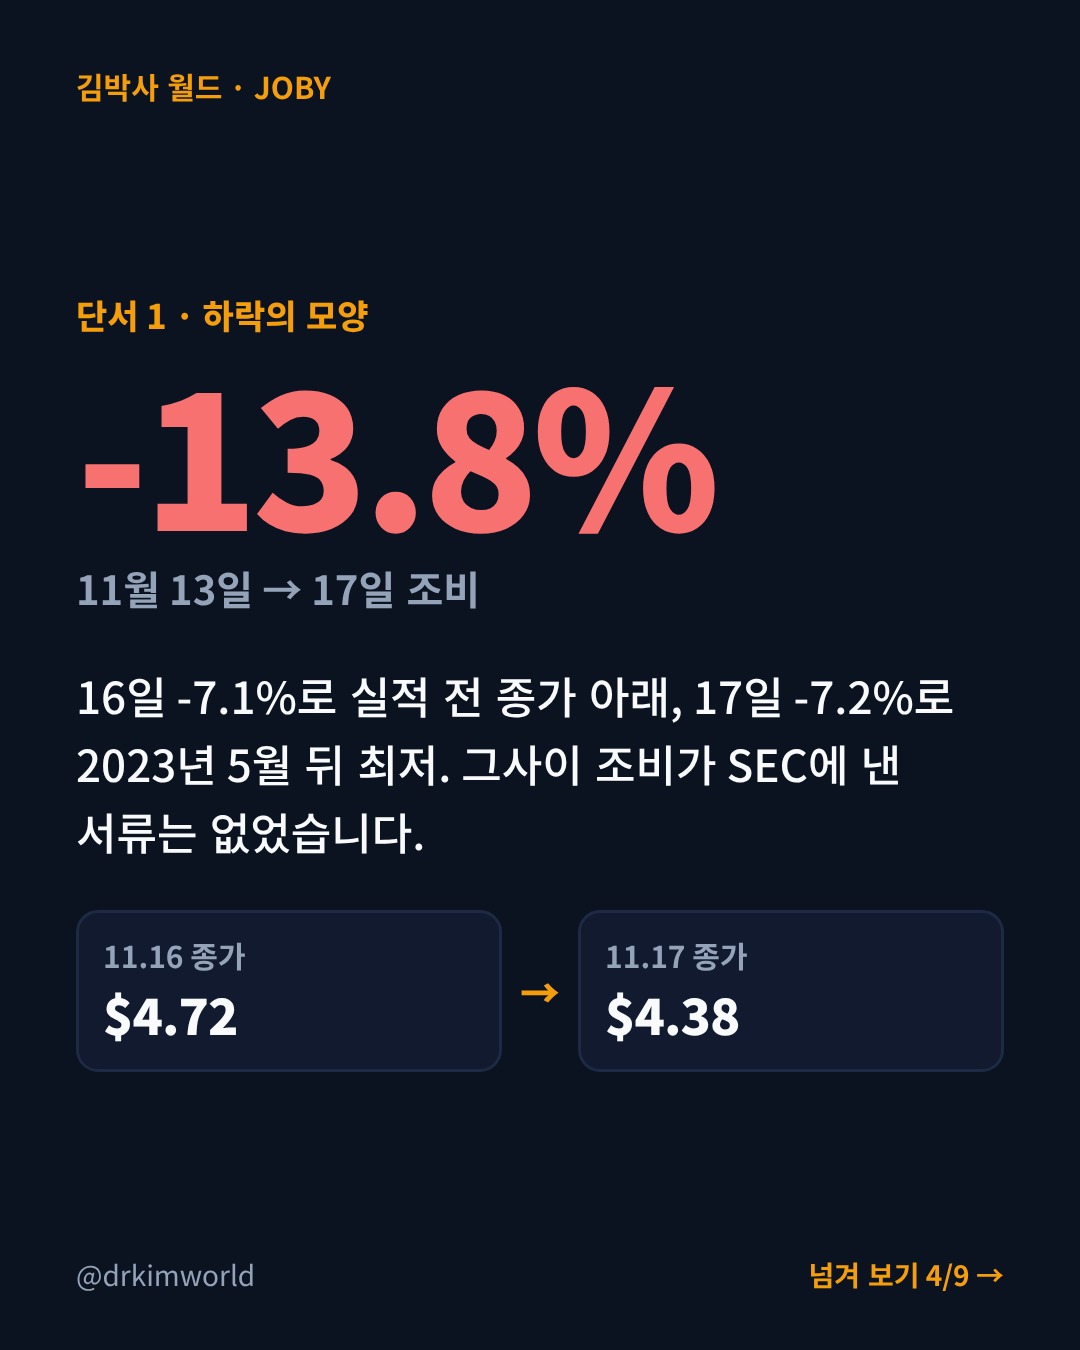 김박사 월드 · JOBY
단서 1 · 하락의 모양
-13.8%
11월 13일 → 17일 조비
16일 -7.1%로 실적 전 종가 아래, 17일 -7.2%로
2023년 5월 뒤 최저. 그사이 조비가 SEC에 낸
서류는 없었습니다.
11.16 종가
$4.72
→
11.17 종가
$4.38
@drkimworld
넘겨 보기 4/9 →